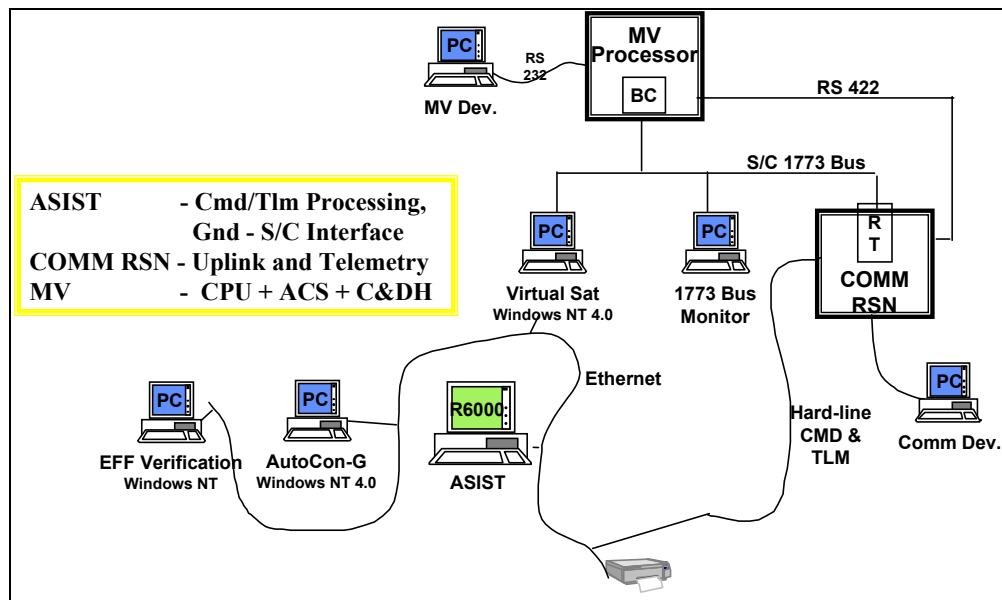 MV
Processor
BC
PC
RS
232
MV Dev.
RS 422
S/C 1773 Bus
ASIST - Cmd/Tlm Processing,
Gnd - S/C Interface
COMM RSN - Uplink and Telemetry
MV - CPU + ACS + C&DH
PC
Virtual Sat
Windows NT 4.0
PC
1773 Bus
Monitor
R
T
COMM
RSN
Ethernet
PC
EFF Verification
Windows NT
PC
AutoCon-G
Windows NT 4.0
R6000
ASIST
Hard-line
CMD &
TLM
PC
Comm Dev.